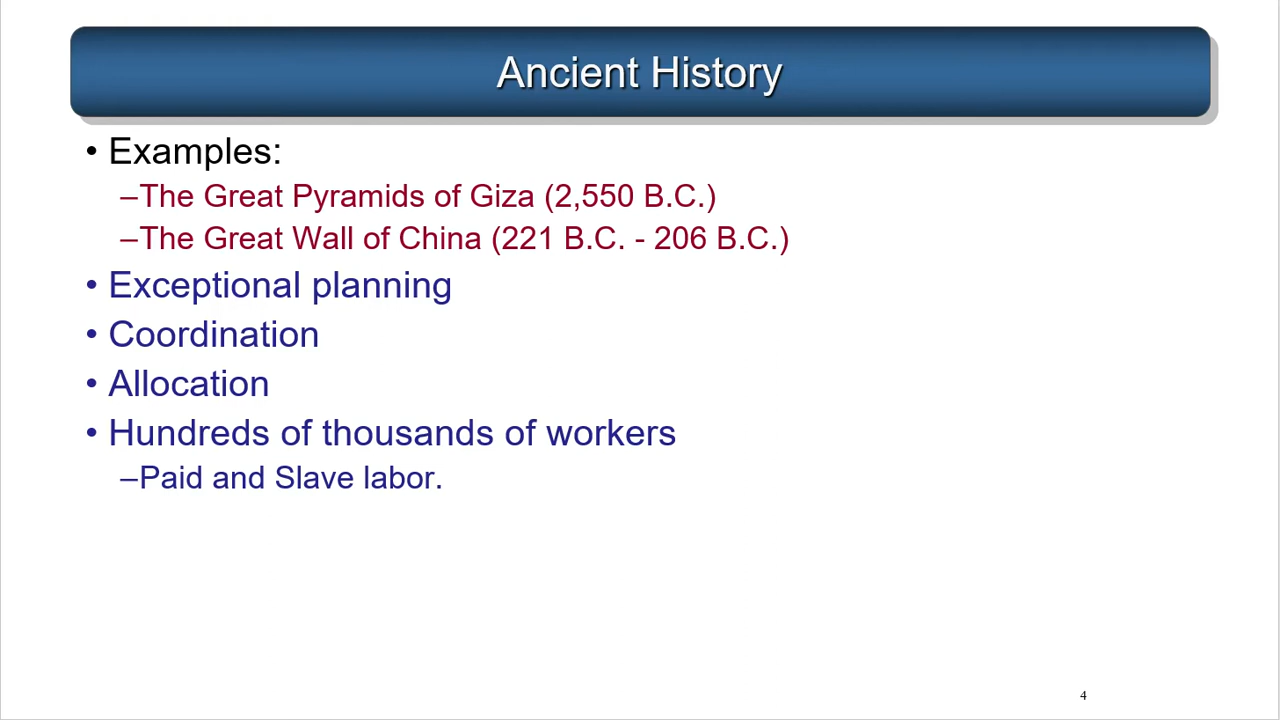 Ancient History
• Examples:
–The Great Pyramids of Giza (2,550 B.C.)
–The Great Wall of China (221 B.C. - 206 B.C.)
• Exceptional planning
• Coordination
• Allocation
• Hundreds of thousands of workers
–Paid and Slave labor.
4